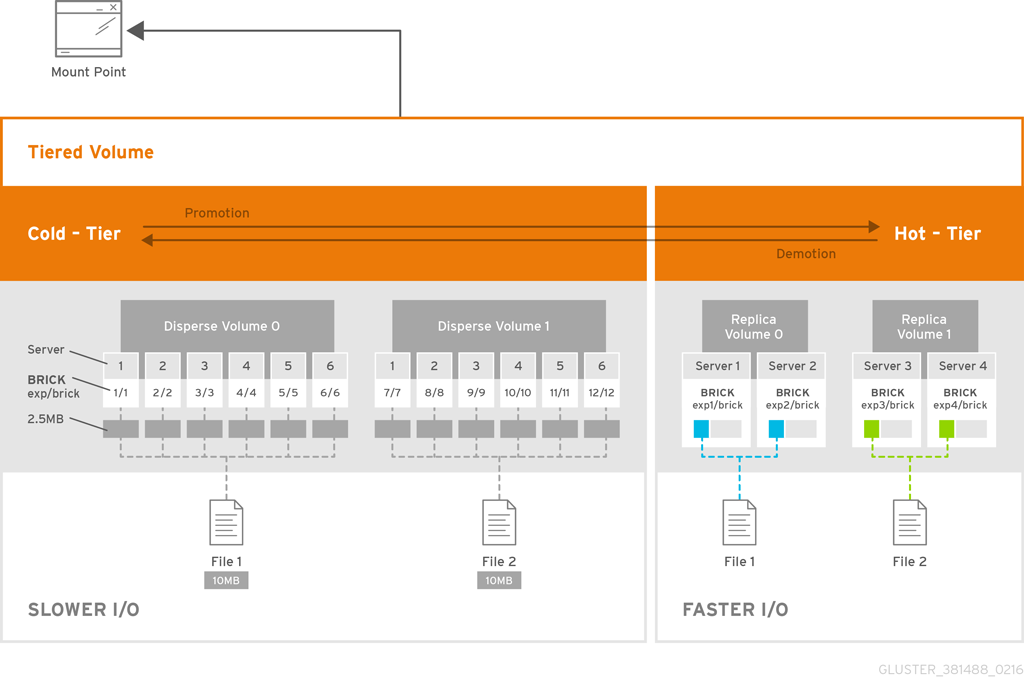 Mount Point
Tiered Volume
Promotion
Cold – Tier
Hot – Tier
Demotion
Disperse Volume 0
Disperse Volume 1
Replica
Volume 0
Replica
Volume 1
Server
1 2 3 4 5 6
1 2 3 4 5 6
Server 1 Server 2
Server 3 Server 4
BRICK
exp/brick
1/1 2/2 3/3 4/4 5/5 6/6
7/7 8/8 9/9 10/10 11/11 12/12
BRICK
exp1/brick
BRICK
exp2/brick
BRICK
exp3/brick
BRICK
exp4/brick
2.5MB
File 1
10MB
File 2
10MB
File 1
File 2
SLOWER I/O
FASTER I/O
GLUSTER_381488_0216